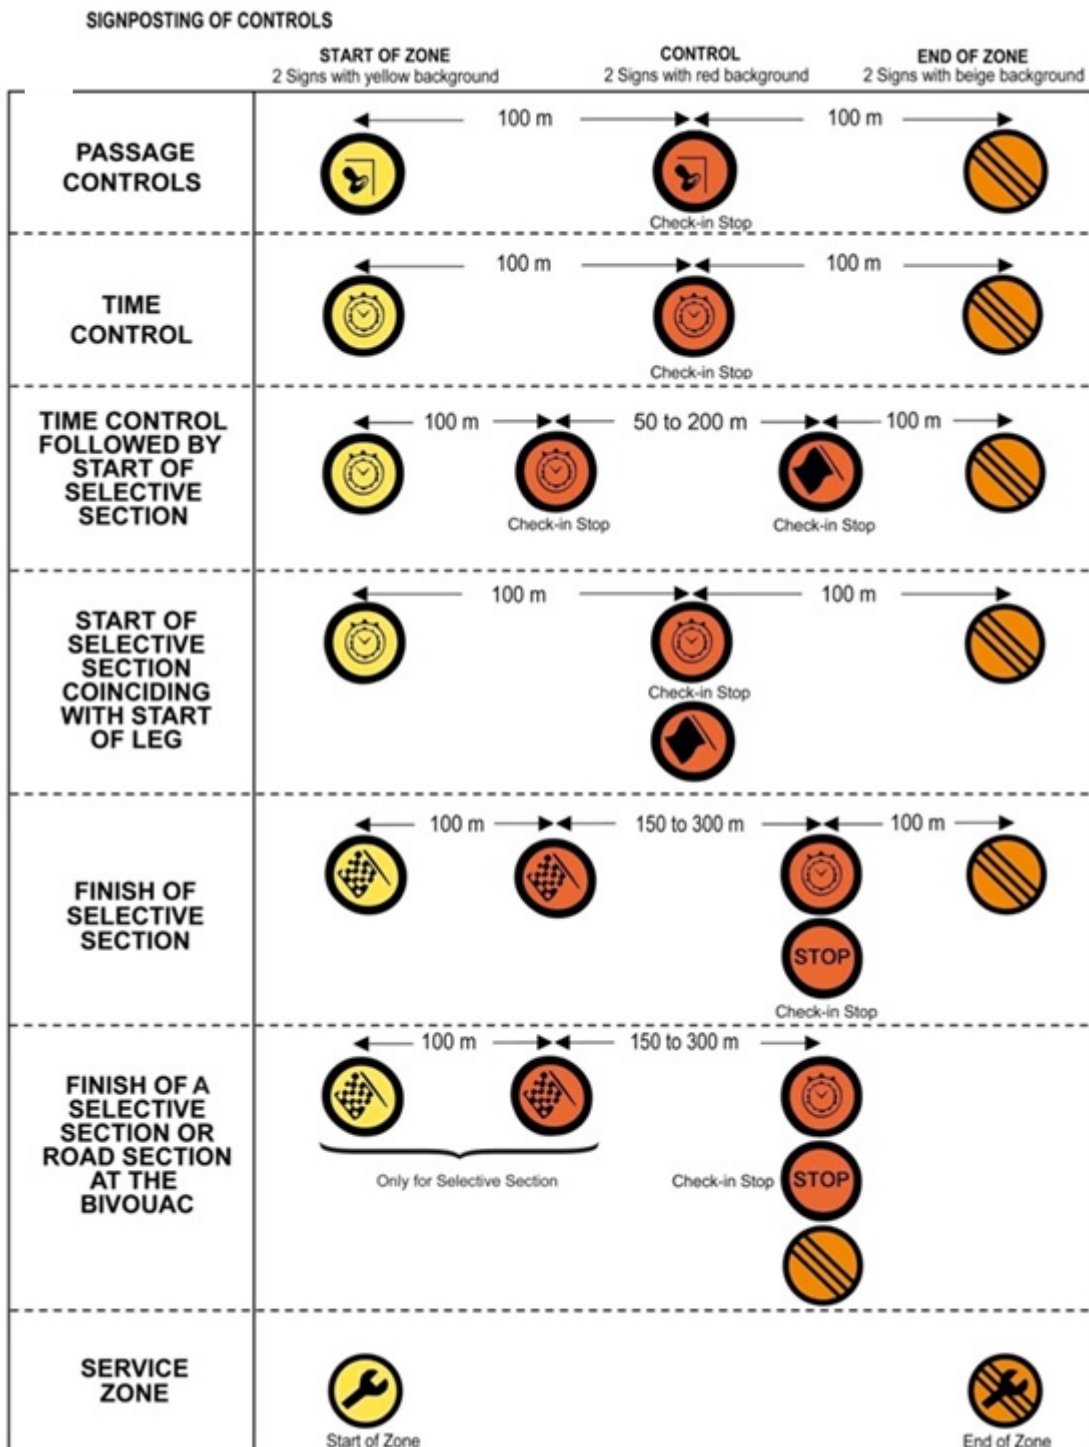 SIGNPOSTING OF CONTROLS
START OF ZONE
2 Signs with yellow background
CONTROL
2 Signs with red background
END OF ZONE
2 Signs with beige background
PASSAGE
CONTROLS
100 m
100 m
Check-in Stop
TIME
CONTROL
100 m
100 m
Check-in Stop
TIME CONTROL
FOLLOWED BY
START OF
SELECTIVE
SECTION
100 m
50 to 200 m
100 m
Check-in Stop
Check-in Stop
START OF
SELECTIVE
SECTION
COINCIDING
WITH START
OF LEG
100 m
100 m
Check-in Stop
FINISH OF
SELECTIVE
SECTION
100 m
150 to 300 m
100 m
STOP
Check-in Stop
FINISH OF A
SELECTIVE
SECTION OR
ROAD SECTION
AT THE
BIVOUAC
100 m
150 to 300 m
Only for Selective Section
Check-in Stop
STOP
SERVICE
ZONE
Start of Zone
End of Zone